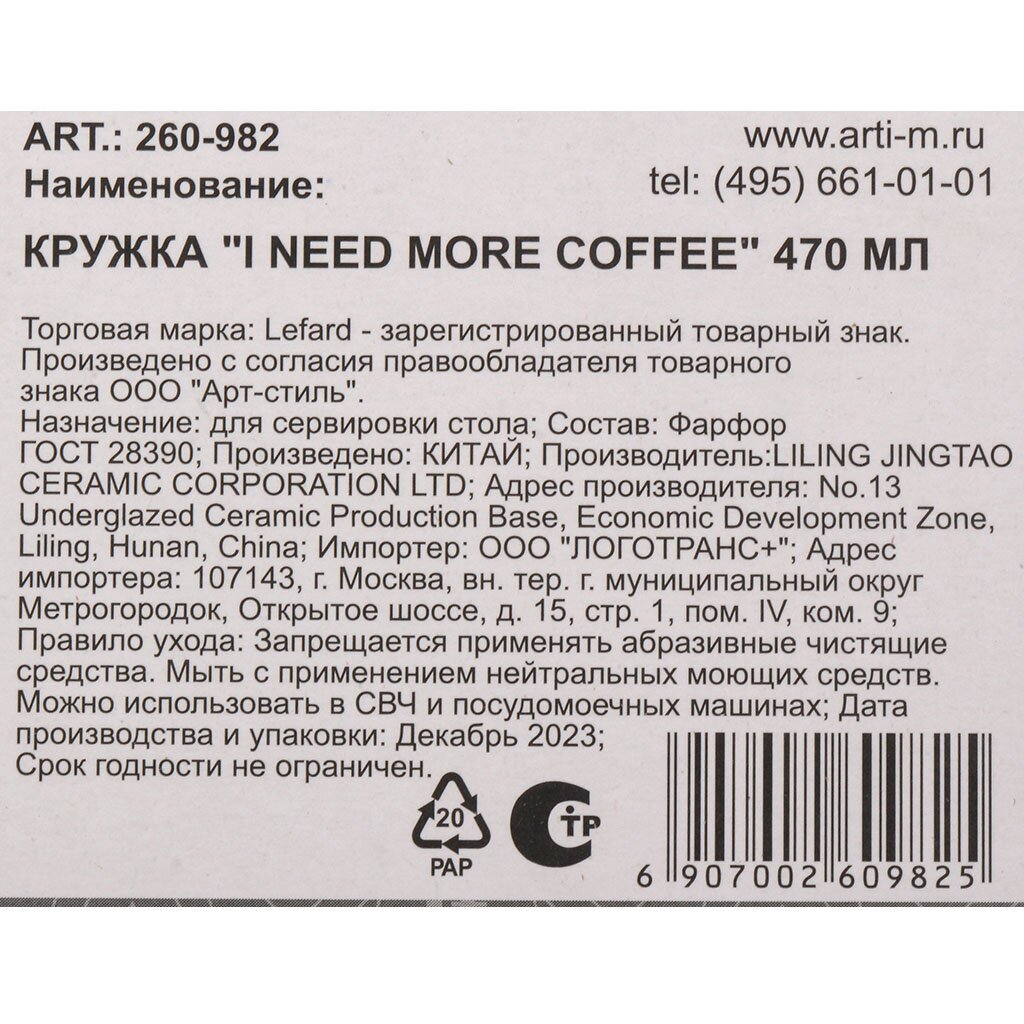 ART.: 260-982
www.arti-m.ru
Наименование:
tel: (495) 661-01-01
КРУЖКА "I NEED MORE COFFEE" 470 МЛ
Торговая марка: Lefard - зарегистрированный товарный знак.
Произведено с согласия правообладателя товарного
знака ООО "Арт-стиль".
Назначение: для сервировки стола; Состав: Фарфор
ГОСТ 28390; Произведено: КИТАЙ; Производитель:LILING JINGTAO
CERAMIC CORPORATION LTD; Адрес производителя: No.13
Underglazed Ceramic Production Base, Economic Development Zone,
Liling, Hunan, China; Импортер: ООО "ЛОГОТРАНС+"; Адрес
импортера: 107143, г. Москва, вн. тер. г. муниципальный округ
Метрогородок, Открытое шоссе, д. 15, стр. 1, пом. IV, ком. 9;
Правило ухода: Запрещается применять абразивные чистящие
средства. Мыть с применением нейтральных моющих средств.
Можно использовать в СВЧ и посудомоечных машинах; Дата
производства и упаковки: Декабрь 2023;
Срок годности не ограничен.
20
PAP
СТР
6 907002 609825